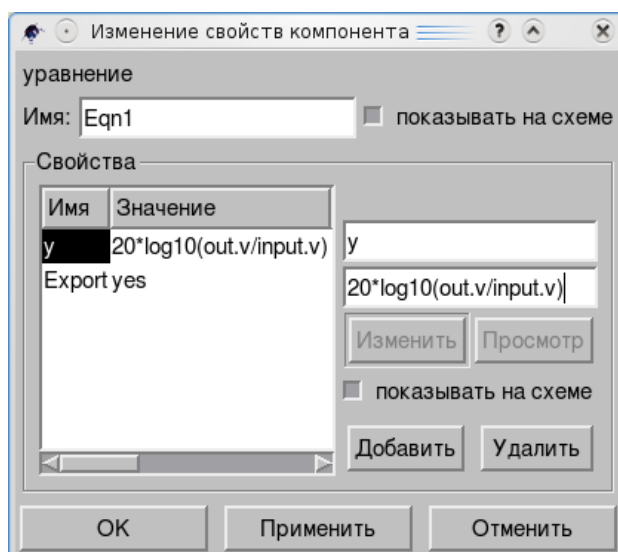 Изменение свойств компонента
уравнение
Имя: Eqn1 показывать на схеме
Свойства
Имя Значение
y 20*log10(out.v/input.v)
Export yes
y
20*log10(out.v/input.v)
Изменить Просмотр
показывать на схеме
Добавить Удалить
OK Применить Отменить